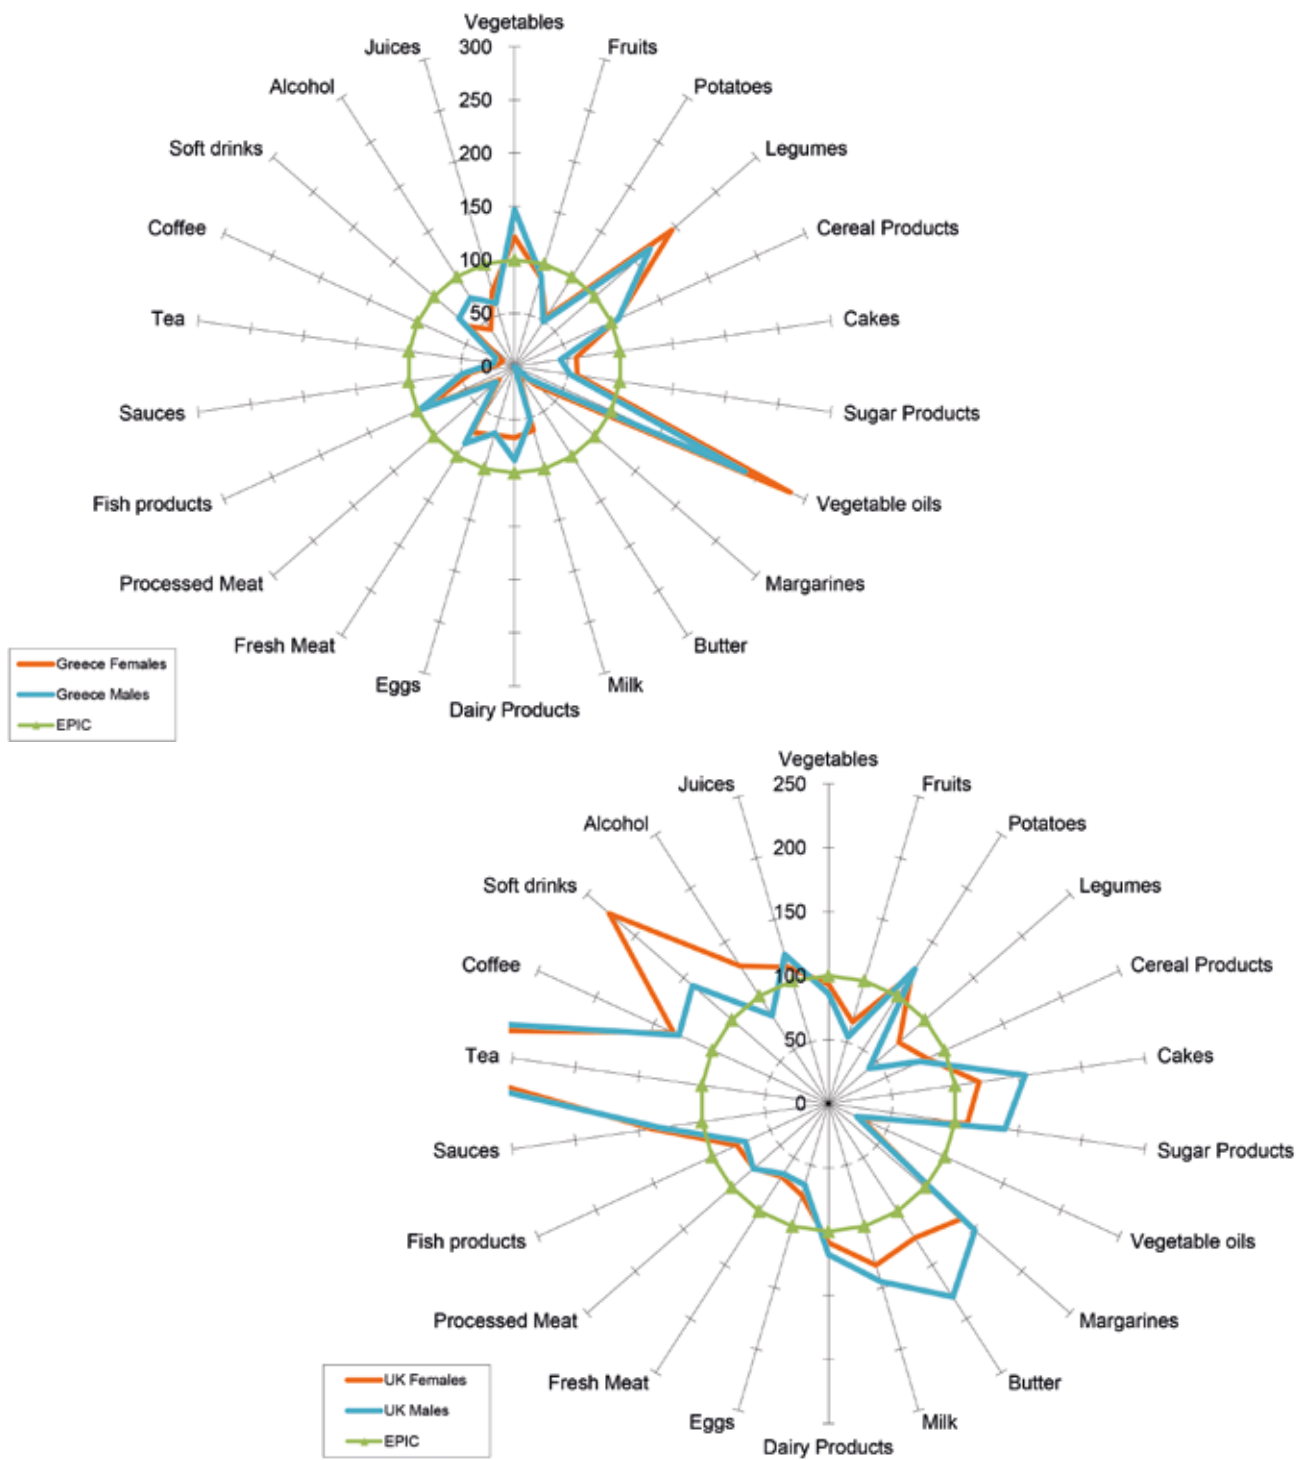 Vegetables
Juices
Fruits
Alcohol
Potatoes
Soft drinks
Legumes
Coffee
Cereal Products
Tea
Cakes
Sauces
Sugar Products
Fish products
Vegetable oils
Processed Meat
Margarines
Fresh Meat
Butter
Eggs
Milk
Dairy Products
300
250
200
150
100
50
0
Greece Females
Greece Males
EPIC
Vegetables
Juices
Fruits
Alcohol
Potatoes
Soft drinks
Legumes
Coffee
Cereal Products
Tea
Cakes
Sauces
Sugar Products
Fish products
Vegetable oils
Processed Meat
Margarines
Fresh Meat
Butter
Eggs
Milk
Dairy Products
250
200
150
100
50
0
UK Females
UK Males
EPIC